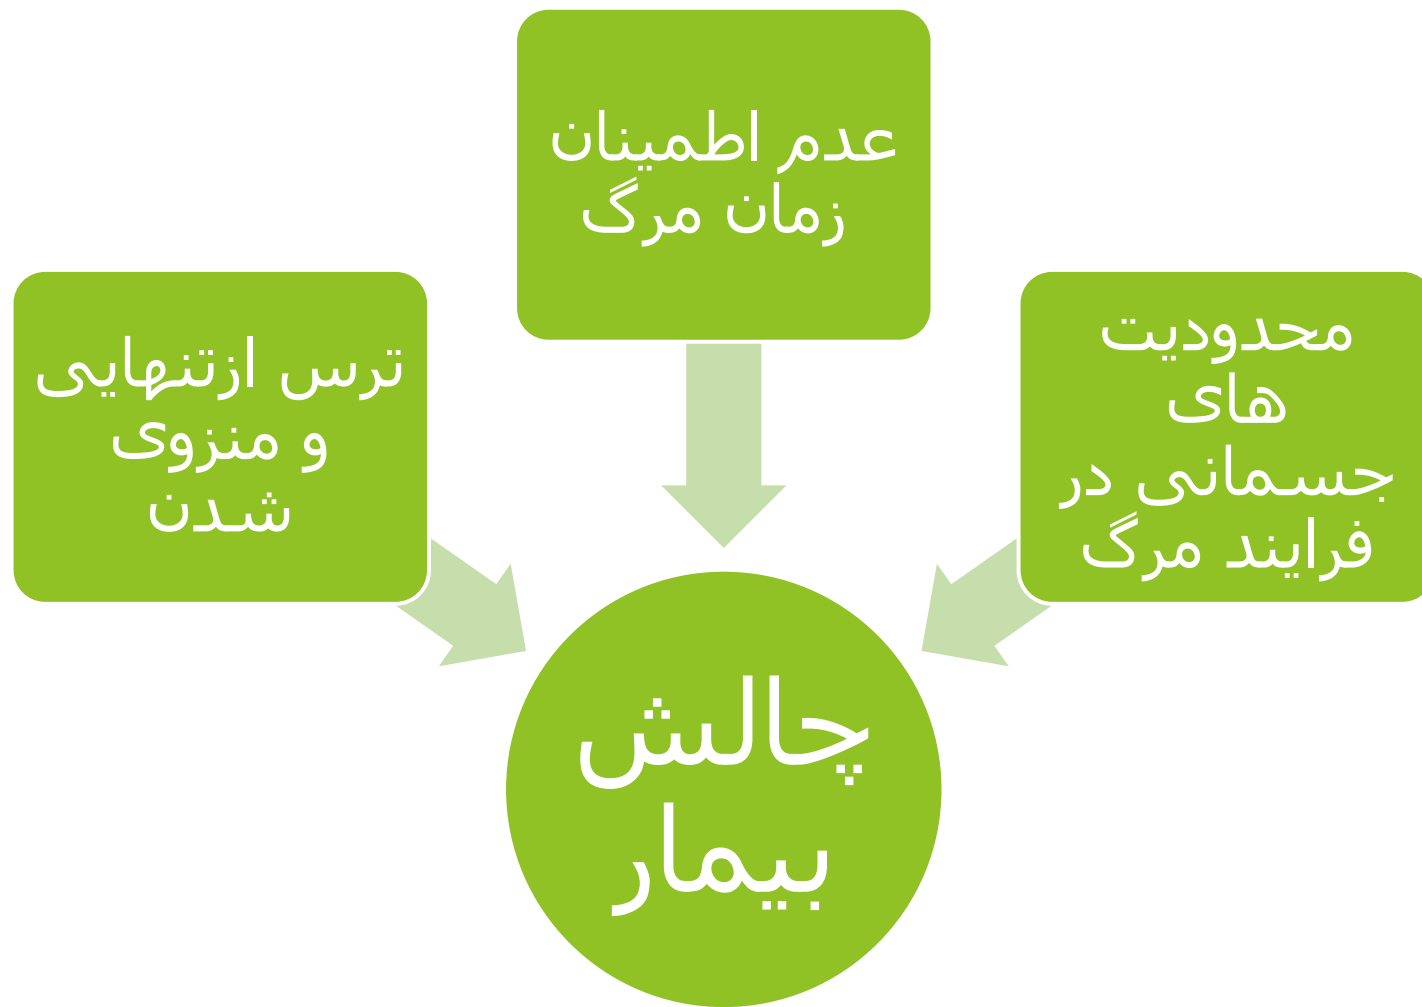 عدم اطمینان
زمان مرگ
محدودیت
های
جسمانی در
فرایند مرگ
ترس ازتنهایی
و منزوی
شدن
چالش
بیمار